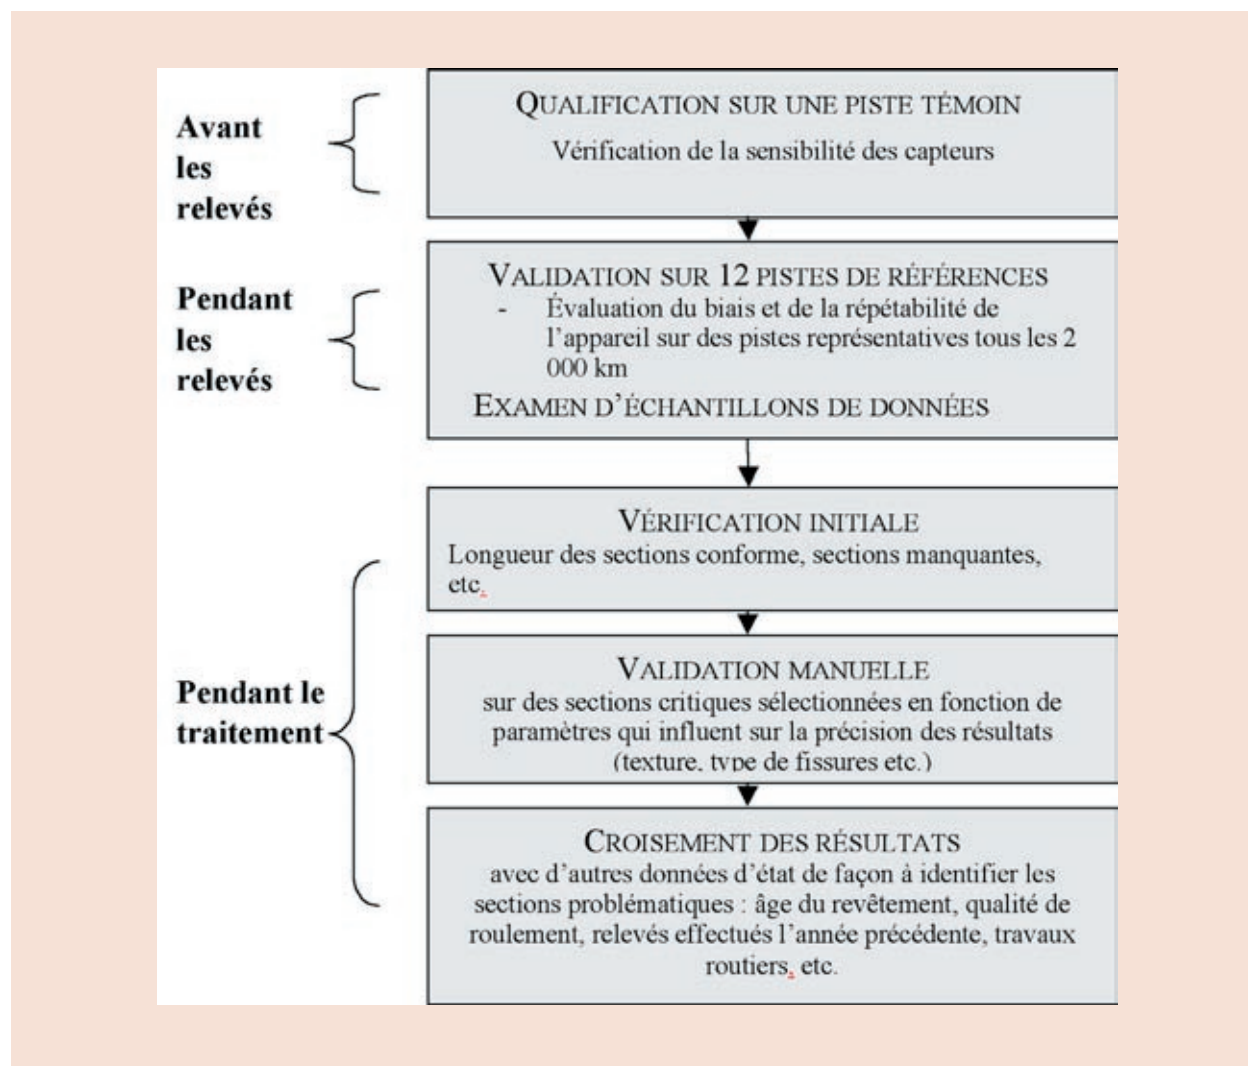 Avant
les
relevés
QUALIFICATION SUR UNE PISTE TÉMOIN
Vérification de la sensibilité des capteurs
Pendant
les
relevés
VALIDATION SUR 12 PISTES DE RÉFÉRENCES
- Évaluation du biais et de la répétabilité de
l’appareil sur des pistes représentatives tous les 2
000 km
EXAMEN D’ÉCHANTILLONS DE DONNÉES
Pendant le
traitement
VÉRIFICATION INITIALE
Longueur des sections conforme, sections manquantes,
etc.
VALIDATION MANUELLE
sur des sections critiques sélectionnées en fonction de
paramètres qui influent sur la précision des résultats
(texture, type de fissures etc.)
CROISEMENT DES RÉSULTATS
avec d’autres données d’état de façon à identifier les
sections problématiques : âge du revêtement, qualité de
roulement, relevés effectués l’année précédente, travaux
routiers, etc.